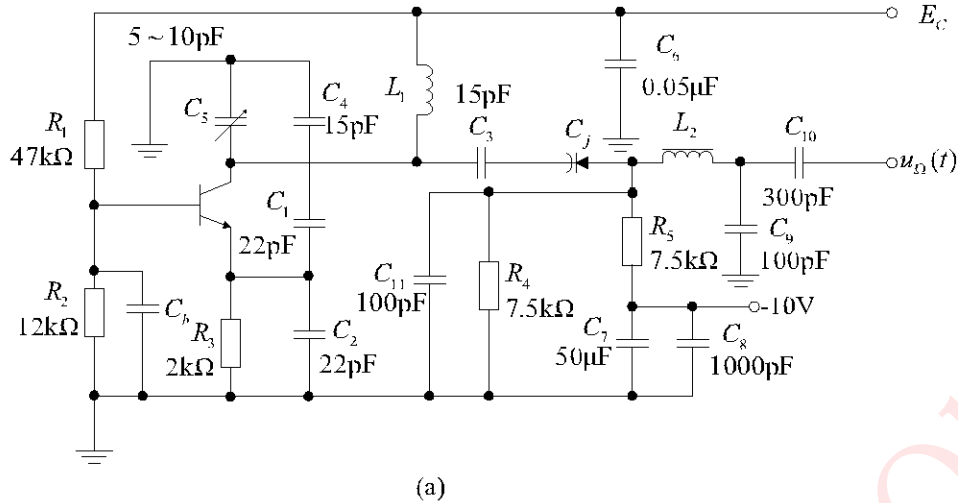 E_C
5~10pF
C_6
0.05μF
L_1
15pF
C_5
C_4
15pF
C_3
C_j
L_2
C_10
R_1
47kΩ
u_Ω(t)
300pF
C_1
22pF
R_5
7.5kΩ
C_9
100pF
C_11
100pF
R_4
7.5kΩ
R_2
12kΩ
C_b
R_3
2kΩ
C_2
22pF
-10V
C_7
50μF
C_8
1000pF
(a)